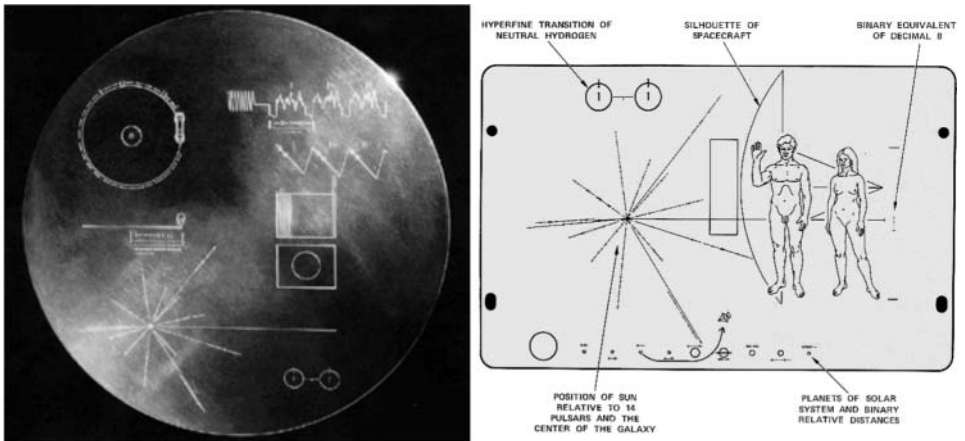 HYPERFINE TRANSITION OF
NEUTRAL HYDROGEN
SILHOUETTE OF
SPACECRAFT
BINARY EQUIVALENT
OF DECIMAL 8
POSITION OF SUN
RELATIVE TO 14
PULSARS AND THE
CENTER OF THE GALAXY
PLANETS OF SOLAR
SYSTEM AND BINARY
RELATIVE DISTANCES